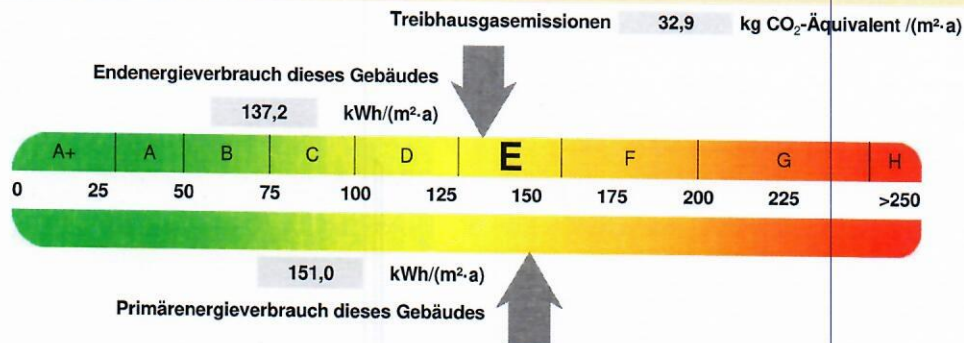 Treibhausgasemissionen 32,9 kg CO₂-Äquivalent /(m²·a)
Endenergieverbrauch dieses Gebäudes
137,2 kWh/(m²·a)
A+ A B C D E F G H
0 25 50 75 100 125 150 175 200 225 >250
151,0 kWh/(m²·a)
Primärenergieverbrauch dieses Gebäudes